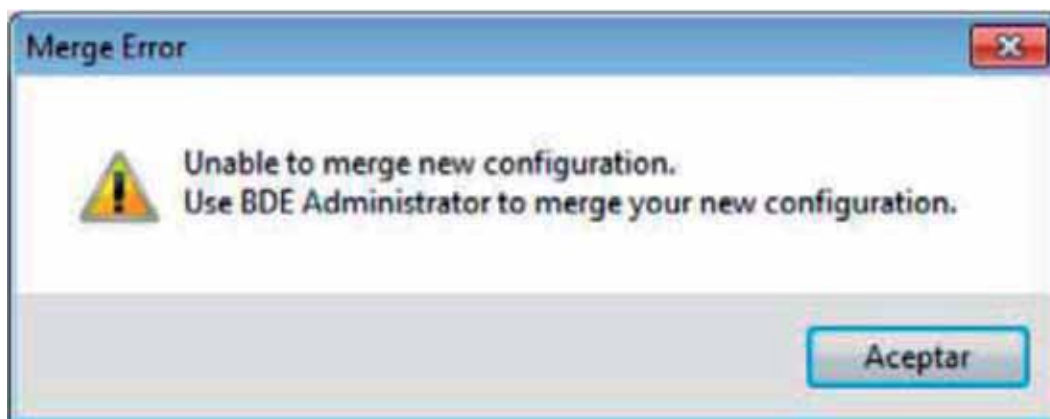 Merge Error
Unable to merge new configuration.
Use BDE Administrator to merge your new configuration.
Aceptar